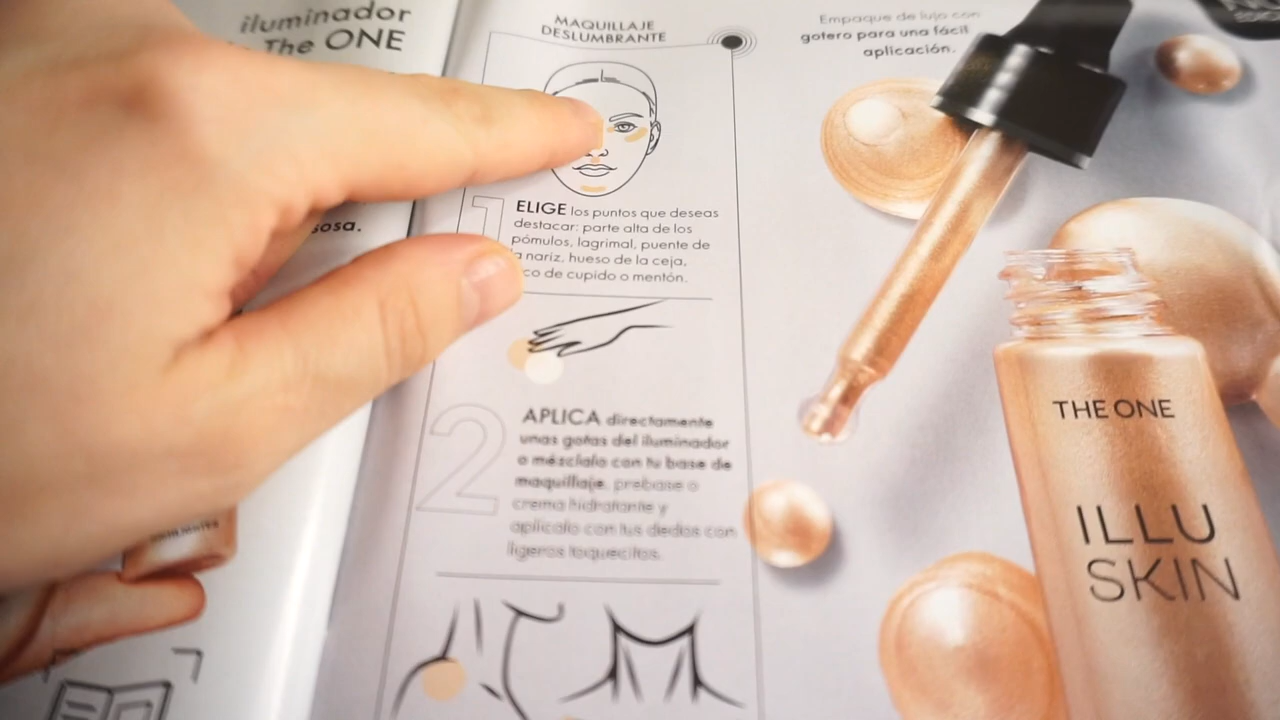 iluminador
The ONE
sosa.
MAQUILLAJE
DESLUMBRANTE
1
ELIGE los puntos que deseas
destacar: parte alta de los
pómulos, lagrimal, puente de
nariz, hueso de la ceja,
de cupido o mentón.
2
APLICA directamente
unas gotas del iluminador
o mézclalo con tu base de
maquillaje, prebase o
crema hidratante y
aplícalo con tus dedos con
ligeros toquecitos.
Empaque de lujo con
gotero para una fácil
aplicación.
THE ONE
ILLU
SKIN